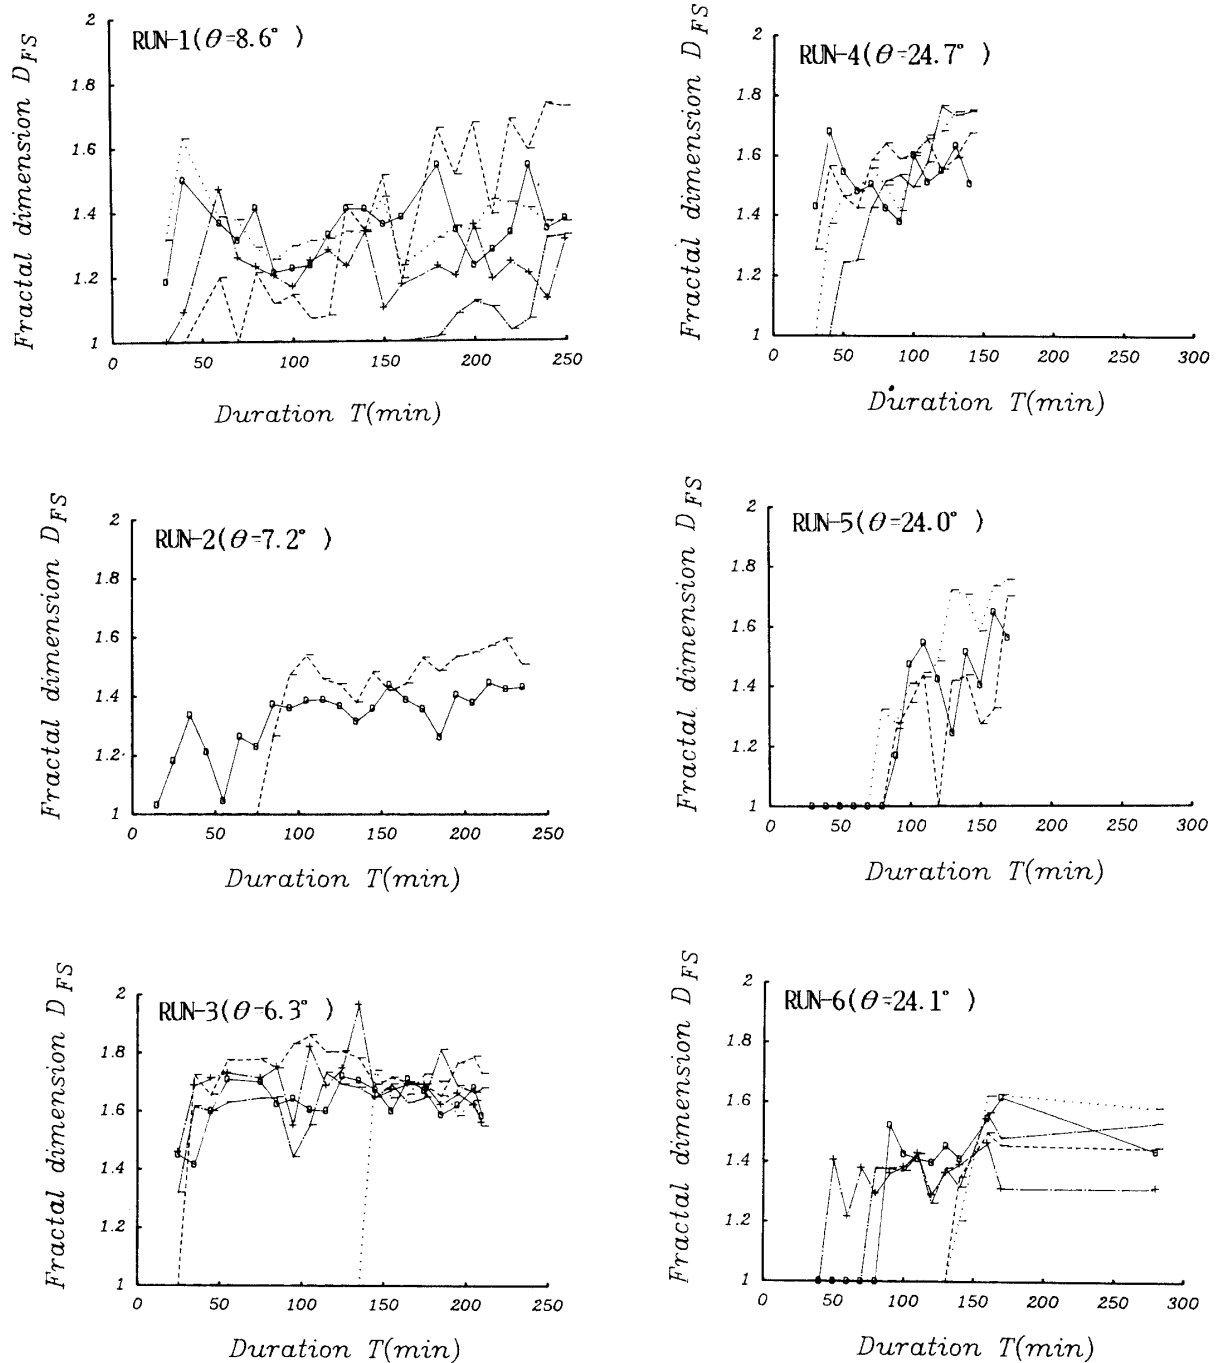 Fractal dimension D_FS
2
1.8
1.6
1.4
1.2
1
RUN-1(θ=8.6° )
0 50 100 150 200 250
Duration T(min)
Fractal dimension D_FS
2
1.8
1.6
1.4
1.2
1
RUN-4(θ=24.7° )
0 50 100 150 200 250 300
Duration T(min)
Fractal dimension D_FS
2
1.8
1.6
1.4
1.2
1
RUN-2(θ=7.2° )
0 50 100 150 200 250
Duration T(min)
Fractal dimension D_FS
2
1.8
1.6
1.4
1.2
1
RUN-5(θ=24.0° )
0 50 100 150 200 250 300
Duration T(min)
Fractal dimension D_FS
2
1.8
1.6
1.4
1.2
1
RUN-3(θ=6.3° )
0 50 100 150 200 250
Duration T(min)
Fractal dimension D_FS
2
1.8
1.6
1.4
1.2
1
RUN-6(θ=24.1° )
0 50 100 150 200 250 300
Duration T(min)